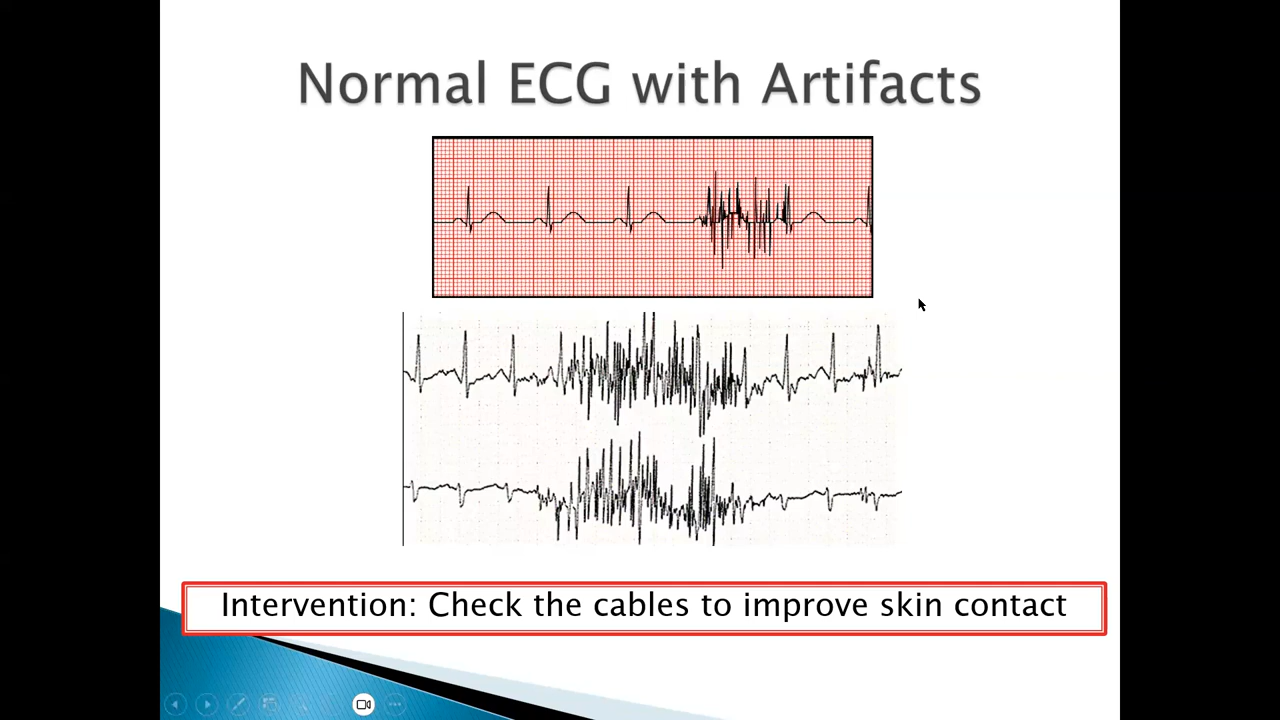 Normal ECG with Artifacts
Intervention: Check the cables to improve skin contact